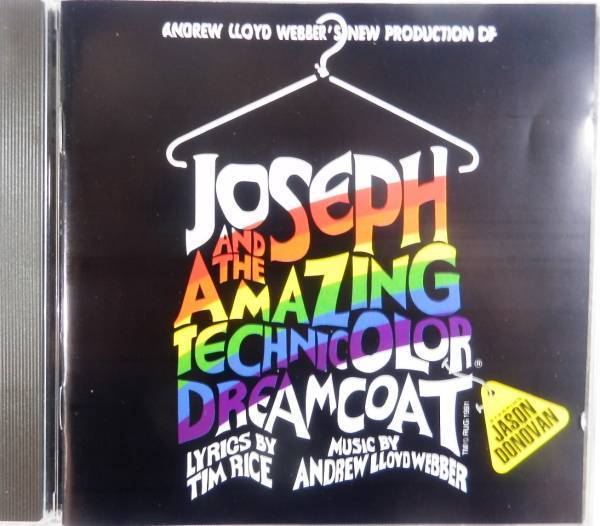 ANDREW LLOYD WEBBER'S NEW PRODUCTION OF
JOSEPH
AND
THE
AMAZING
TECHNICOLOR®
DREAMCOAT
LYRICS BY
TIM RICE
MUSIC BY
ANDREW LLOYD WEBBER
JASON
DONOVAN